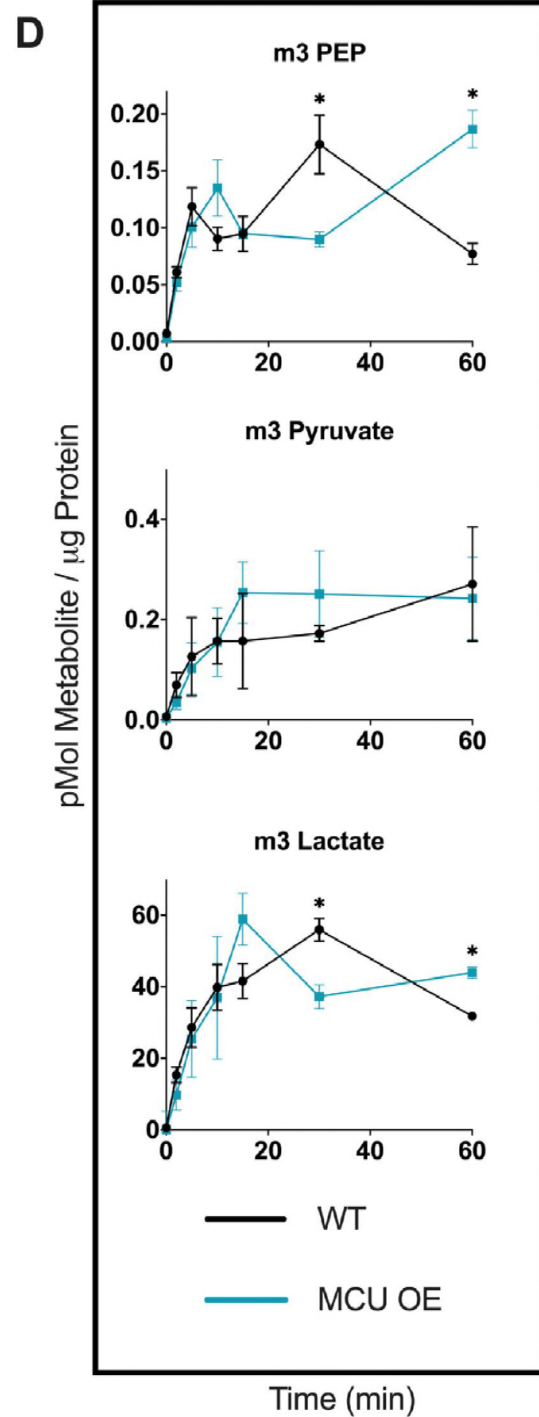 D
m3 PEP
* *
0.20
0.15
0.10
0.05
0.00
0 20 40 60
m3 Pyruvate
0.4
0.2
0.0
0 20 40 60
m3 Lactate
* *
60
40
20
0
0 20 40 60
pMol Metabolite / μg Protein
WT
MCU OE
Time (min)